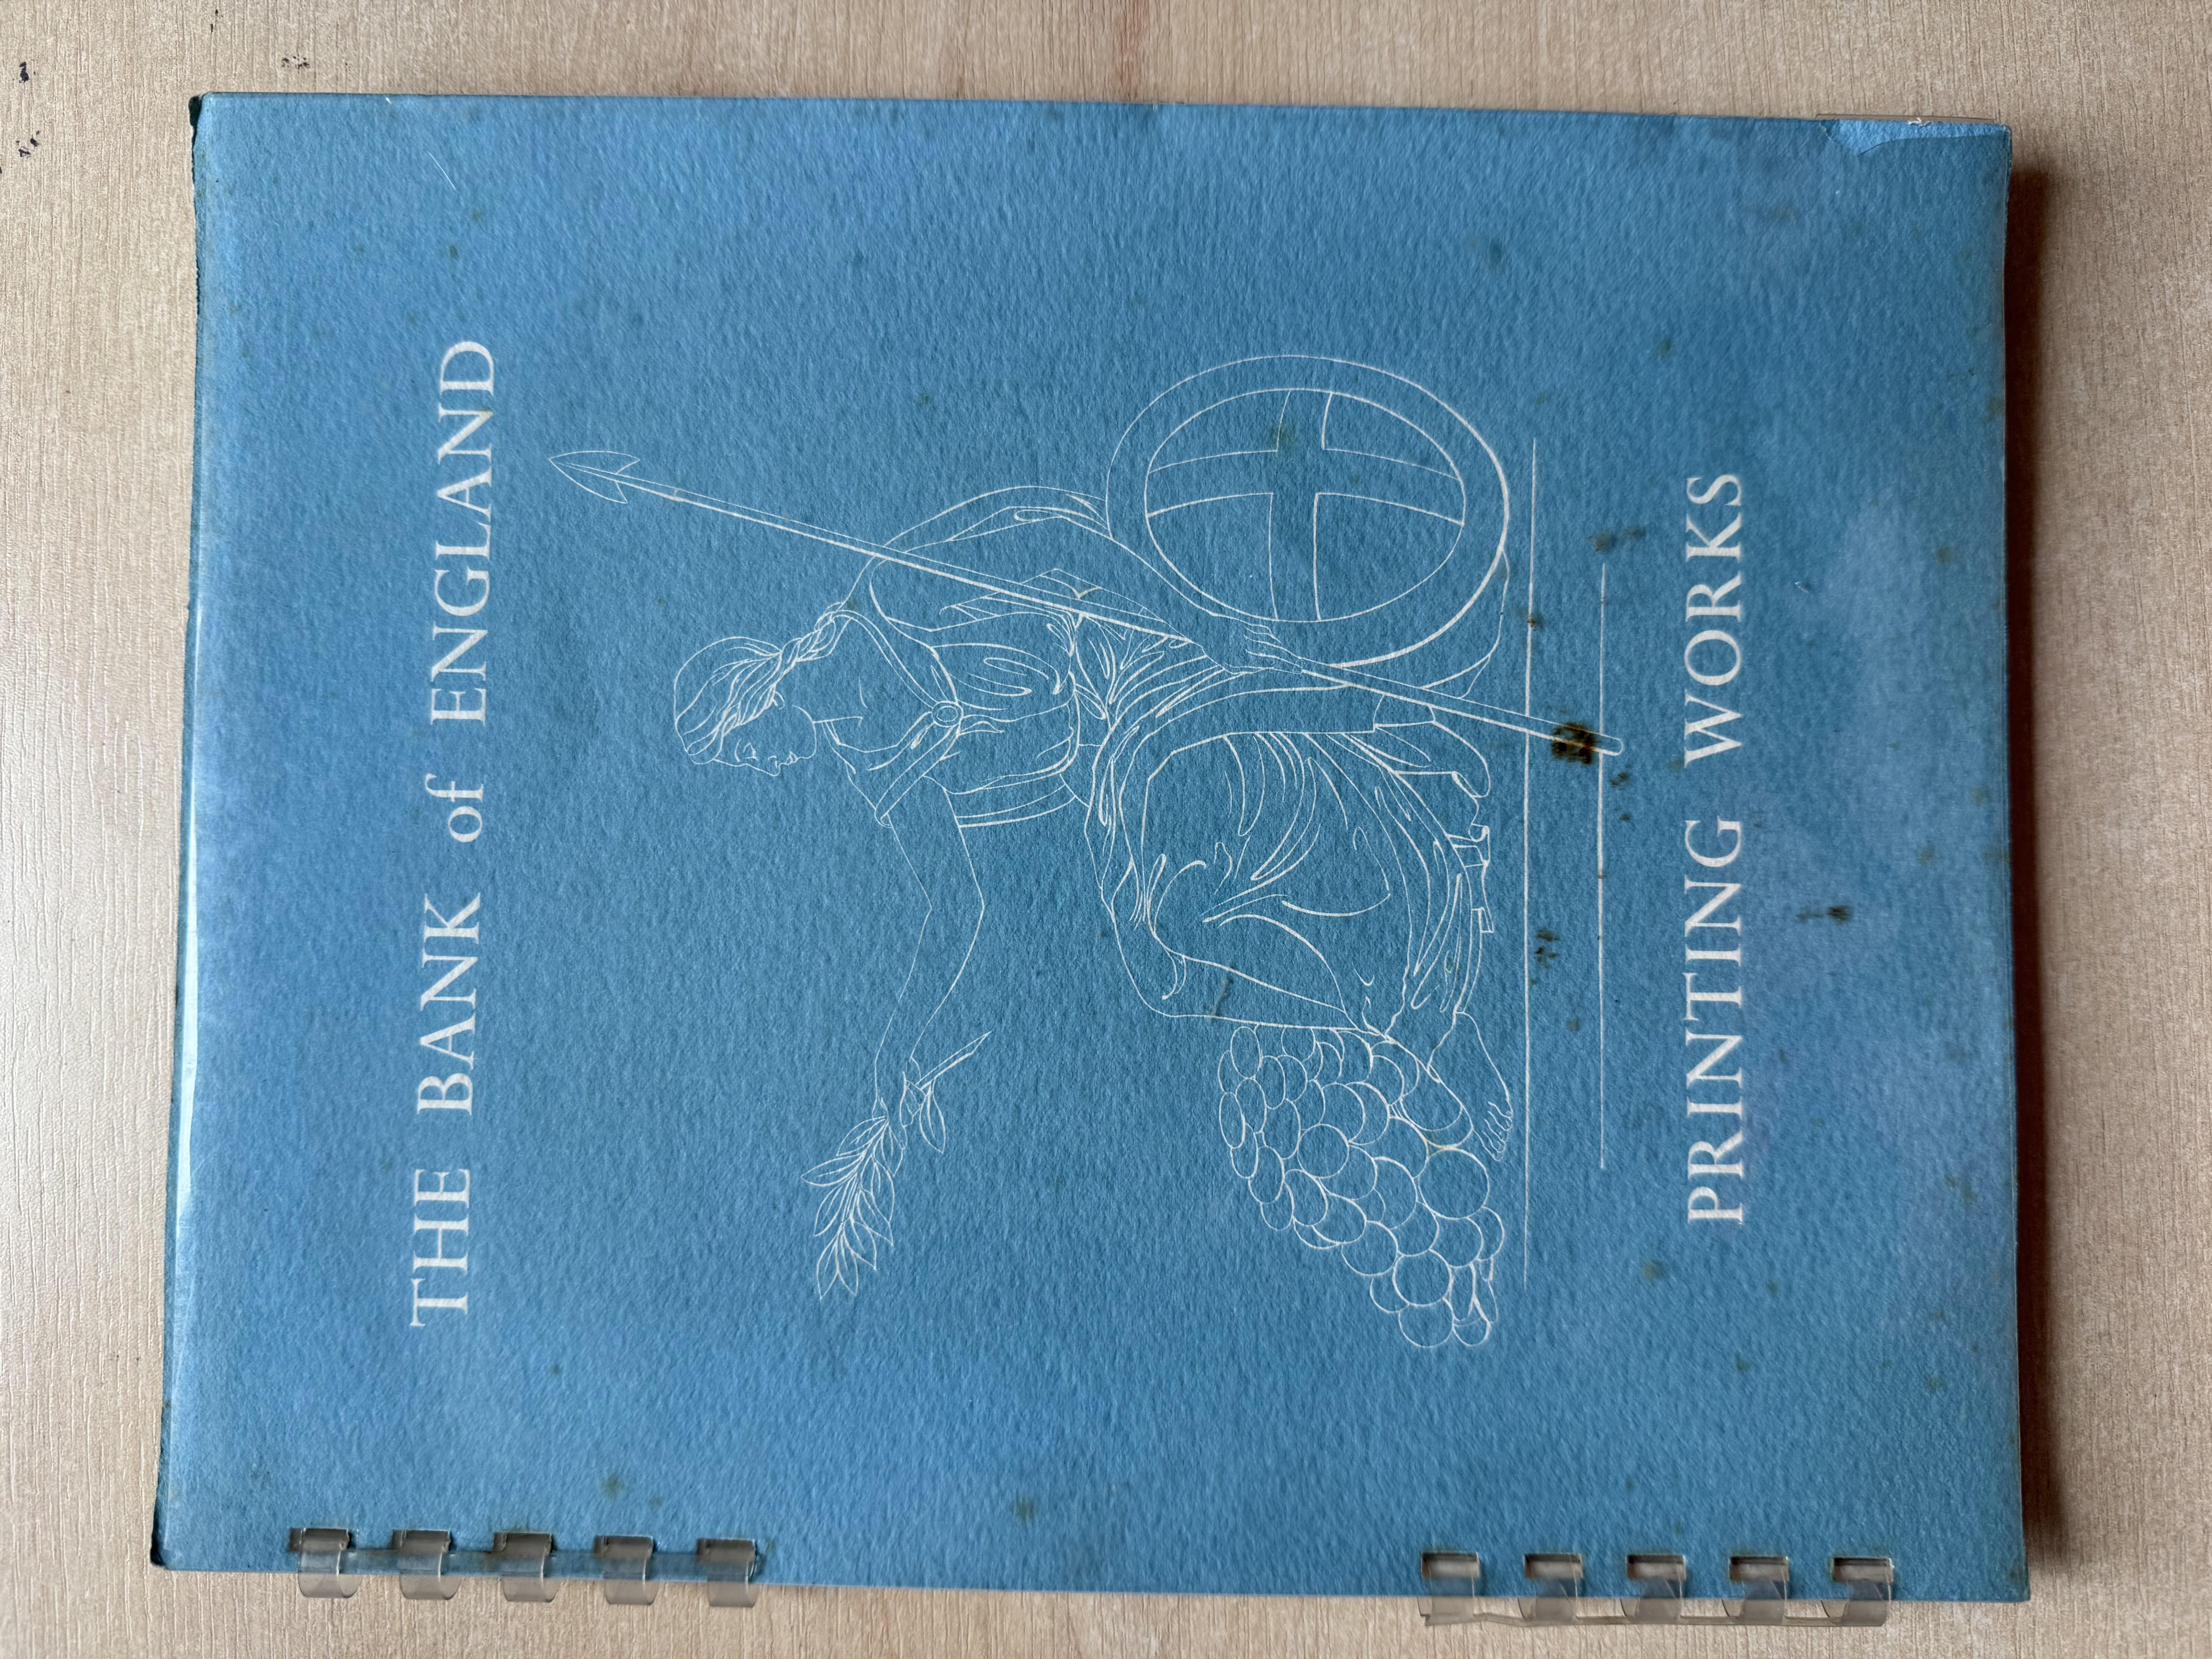 THE BANK of ENGLAND
PRINTING WORKS